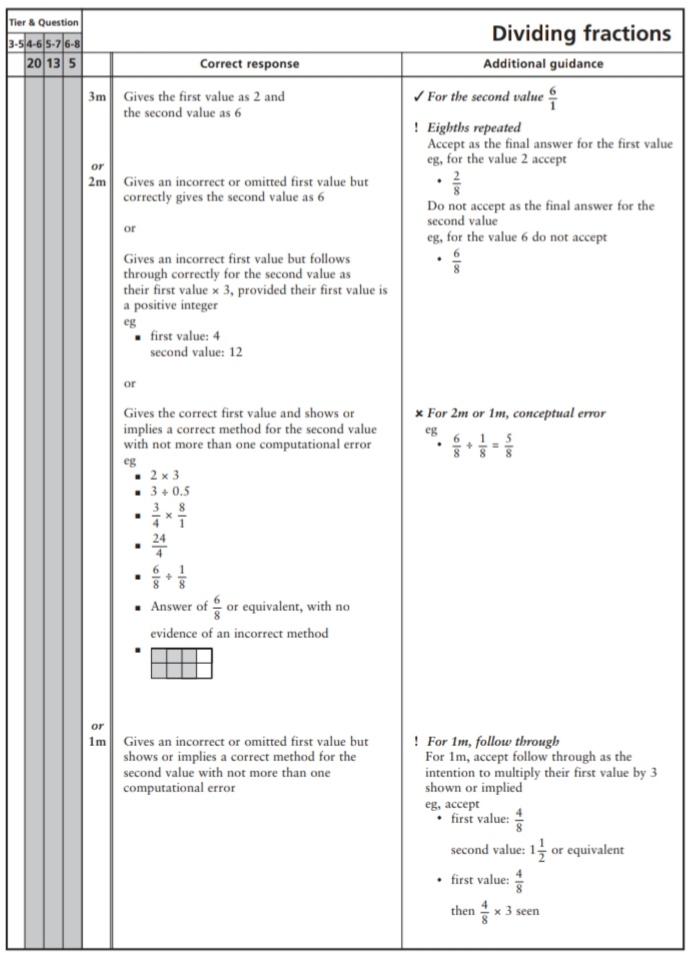 Tier & Question
3-5 4-6 5-7 6-8
20 13 5
Dividing fractions
Correct response
Additional guidance
3m
Gives the first value as 2 and
the second value as 6
✓ For the second value 6/1
! Eighths repeated
Accept as the final answer for the first value
eg, for the value 2 accept
• 2/8
Do not accept as the final answer for the
second value
eg, for the value 6 do not accept
• 6/8
or
2m
Gives an incorrect or omitted first value but
correctly gives the second value as 6
or
Gives an incorrect first value but follows
through correctly for the second value as
their first value × 3, provided their first value is
a positive integer
eg
▪ first value: 4
second value: 12
or
Gives the correct first value and shows or
implies a correct method for the second value
with not more than one computational error
eg
▪ 2 × 3
▪ 3 ÷ 0.5
▪ 3/4 × 8/1
▪ 24/4
▪ 6/8 ÷ 1/8
▪ Answer of 6/8 or equivalent, with no
evidence of an incorrect method
▪
× For 2m or 1m, conceptual error
eg
• 6/8 ÷ 1/8 = 5/8
or
1m
Gives an incorrect or omitted first value but
shows or implies a correct method for the
second value with not more than one
computational error
! For 1m, follow through
For 1m, accept follow through as the
intention to multiply their first value by 3
shown or implied
eg, accept
• first value: 4/8
second value: 1 1/2 or equivalent
• first value: 4/8
then 4/8 × 3 seen